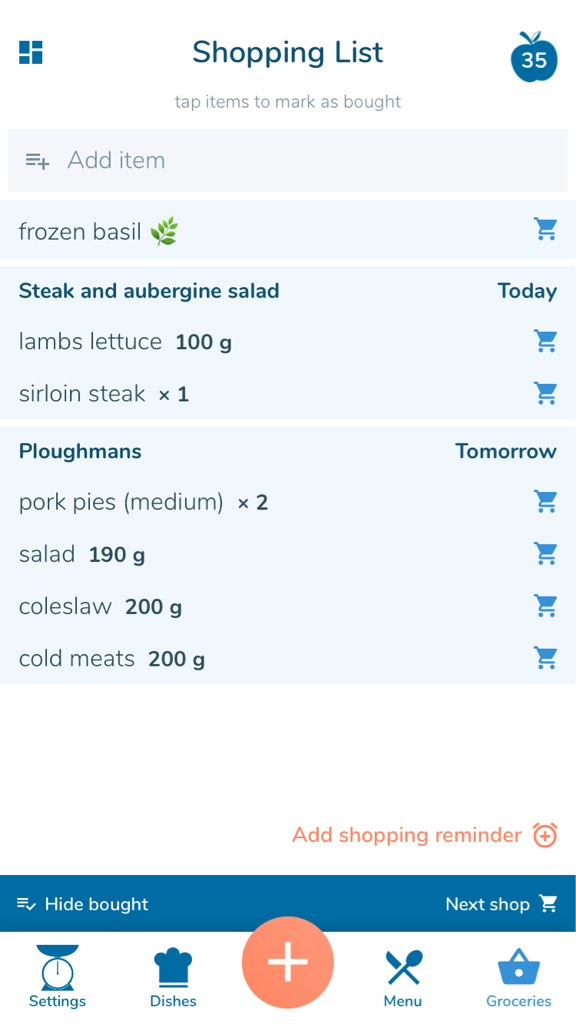 Shopping List
35
tap items to mark as bought
Add item
frozen basil 🌿
Steak and aubergine salad Today
lambs lettuce 100 g
sirloin steak × 1
Ploughmans Tomorrow
pork pies (medium) × 2
salad 190 g
coleslaw 200 g
cold meats 200 g
Add shopping reminder
Hide bought Next shop
Settings Dishes Menu Groceries